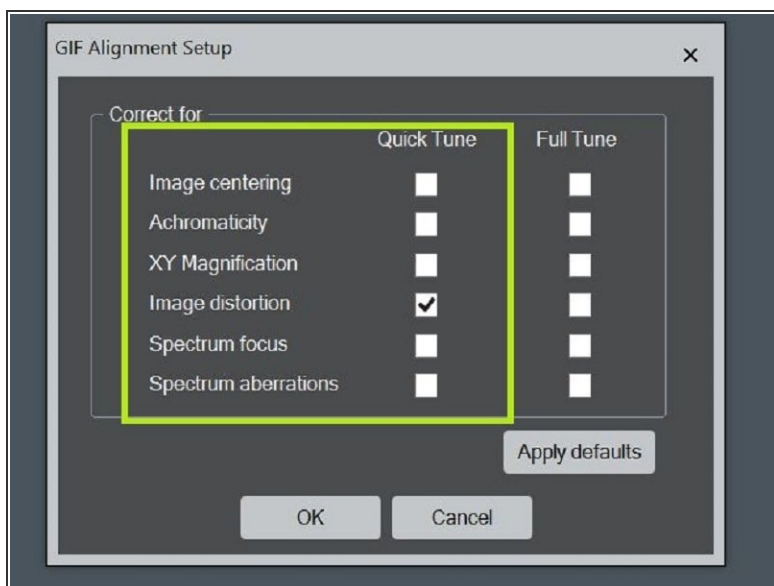 GIF Alignment Setup
×
Correct for
Quick Tune Full Tune
Image centering
Achromaticity
XY Magnification
Image distortion
Spectrum focus
Spectrum aberrations
Apply defaults
OK Cancel